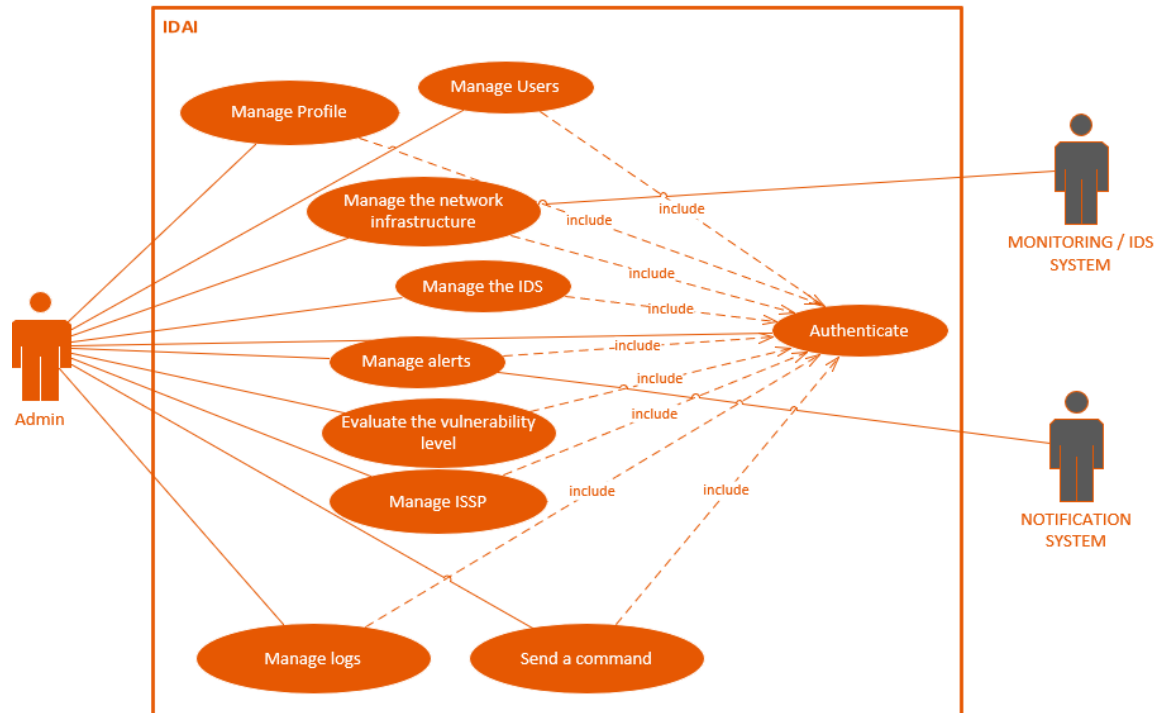 IDAI
Manage Users
Manage Profile
Manage the network
infrastructure
include
include
MONITORING / IDS
SYSTEM
include
Manage the IDS
include
Authenticate
include
Manage alerts
include
Admin
Evaluate the vulnerability
level
include
Manage ISSP
include
include
NOTIFICATION
SYSTEM
Manage logs
Send a command